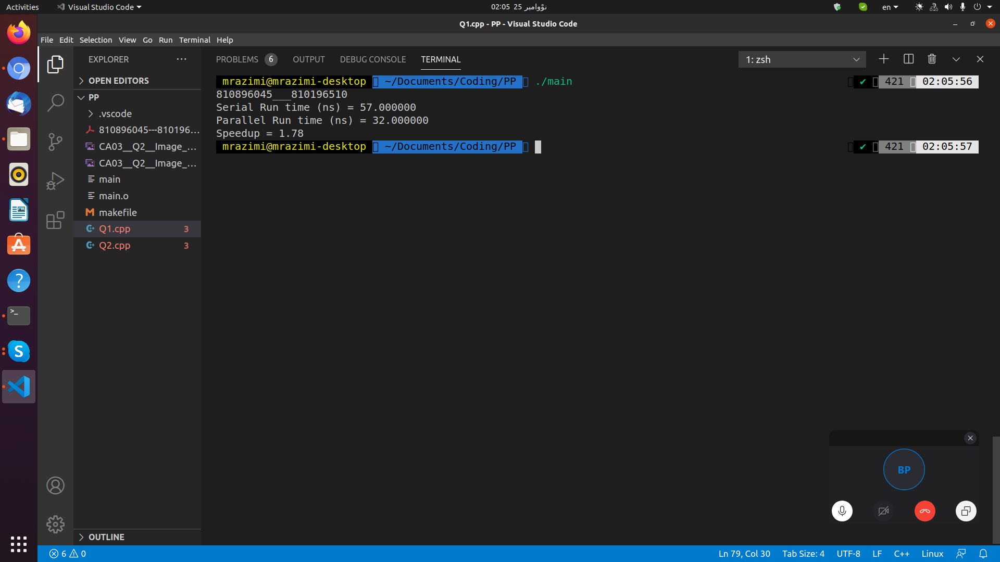 Activities
Visual Studio Code
02:05 25 نوْوامبر
en
Q1.cpp - PP - Visual Studio Code
File Edit Selection View Go Run Terminal Help
EXPLORER
OPEN EDITORS
PP
.vscode
810896045---810196...
CA03__Q2__Image_...
CA03__Q2__Image_...
main
main.o
makefile
Q1.cpp 3
Q2.cpp 3
OUTLINE
PROBLEMS 6 OUTPUT DEBUG CONSOLE TERMINAL
1: zsh
mrazimi@mrazimi-desktop ~/Documents/Coding/PP ./main ✔ 421 02:05:56
810896045___810196510
Serial Run time (ns) = 57.000000
Parallel Run time (ns) = 32.000000
Speedup = 1.78
mrazimi@mrazimi-desktop ~/Documents/Coding/PP ✔ 421 02:05:57
BP
6 0
Ln 79, Col 30 Tab Size: 4 UTF-8 LF C++ Linux